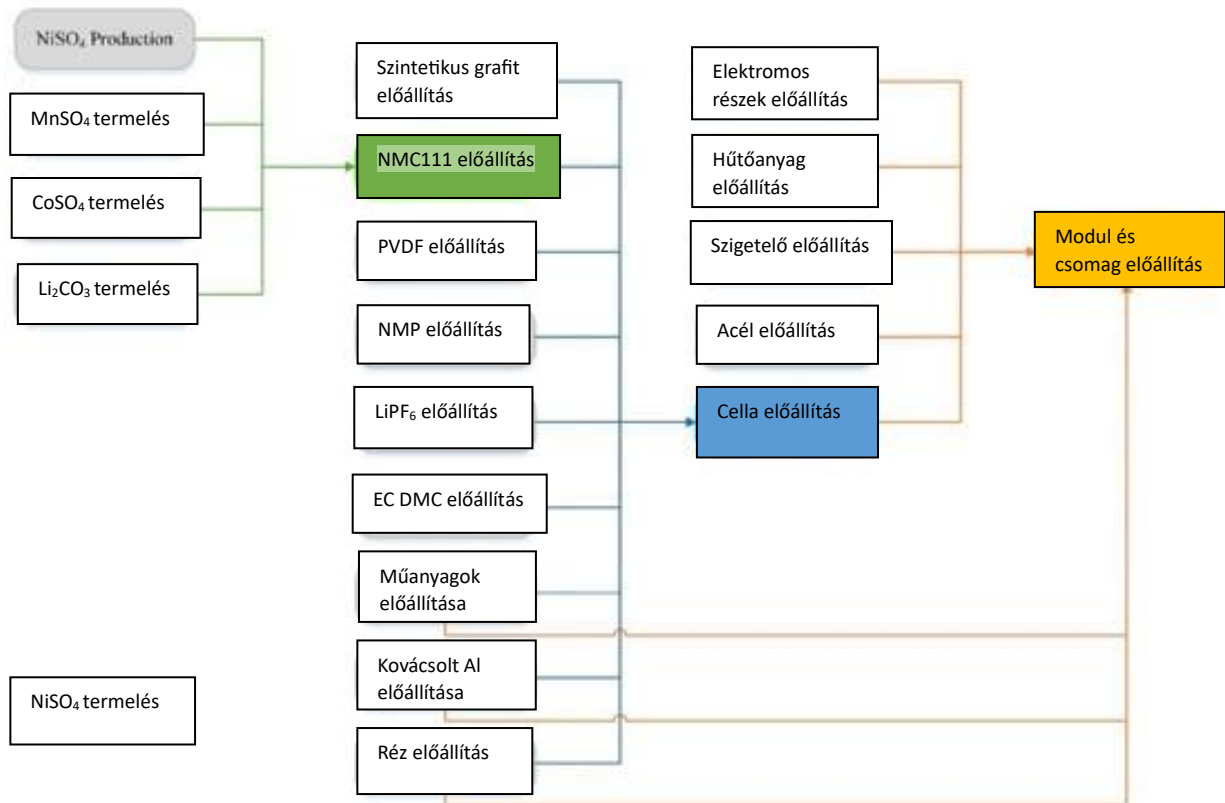 NiSO₄ Production
MnSO₄ termelés
CoSO₄ termelés
Li₂CO₃ termelés
NiSO₄ termelés
Szintetikus grafit
előállítás
NMC111 előállítás
PVDF előállítás
NMP előállítás
LiPF₆ előállítás
EC DMC előállítás
Műanyagok
előállítása
Kovácsolt Al
előállítása
Réz előállítás
Elektromos
részek előállítás
Hűtőanyag
előállítás
Szigetelő előállítás
Acél előállítás
Cella előállítás
Modul és
csomag előállítás